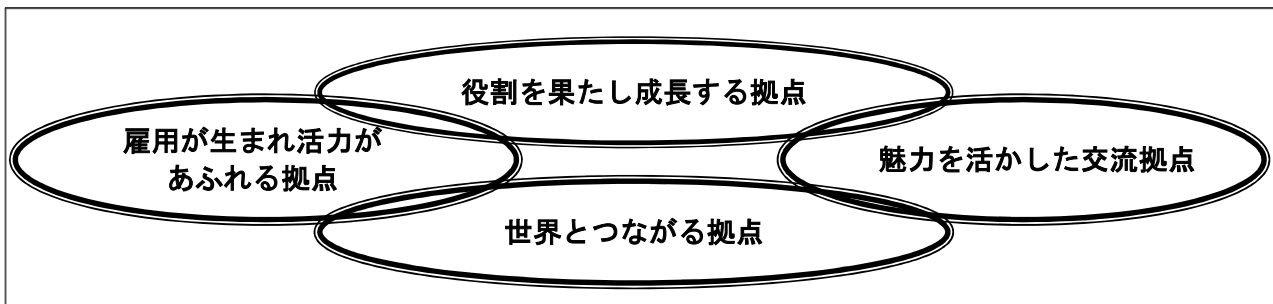 役割を果たし成長する拠点
雇用が生まれ活力が
あふれる拠点
魅力を活かした交流拠点
世界とつながる拠点